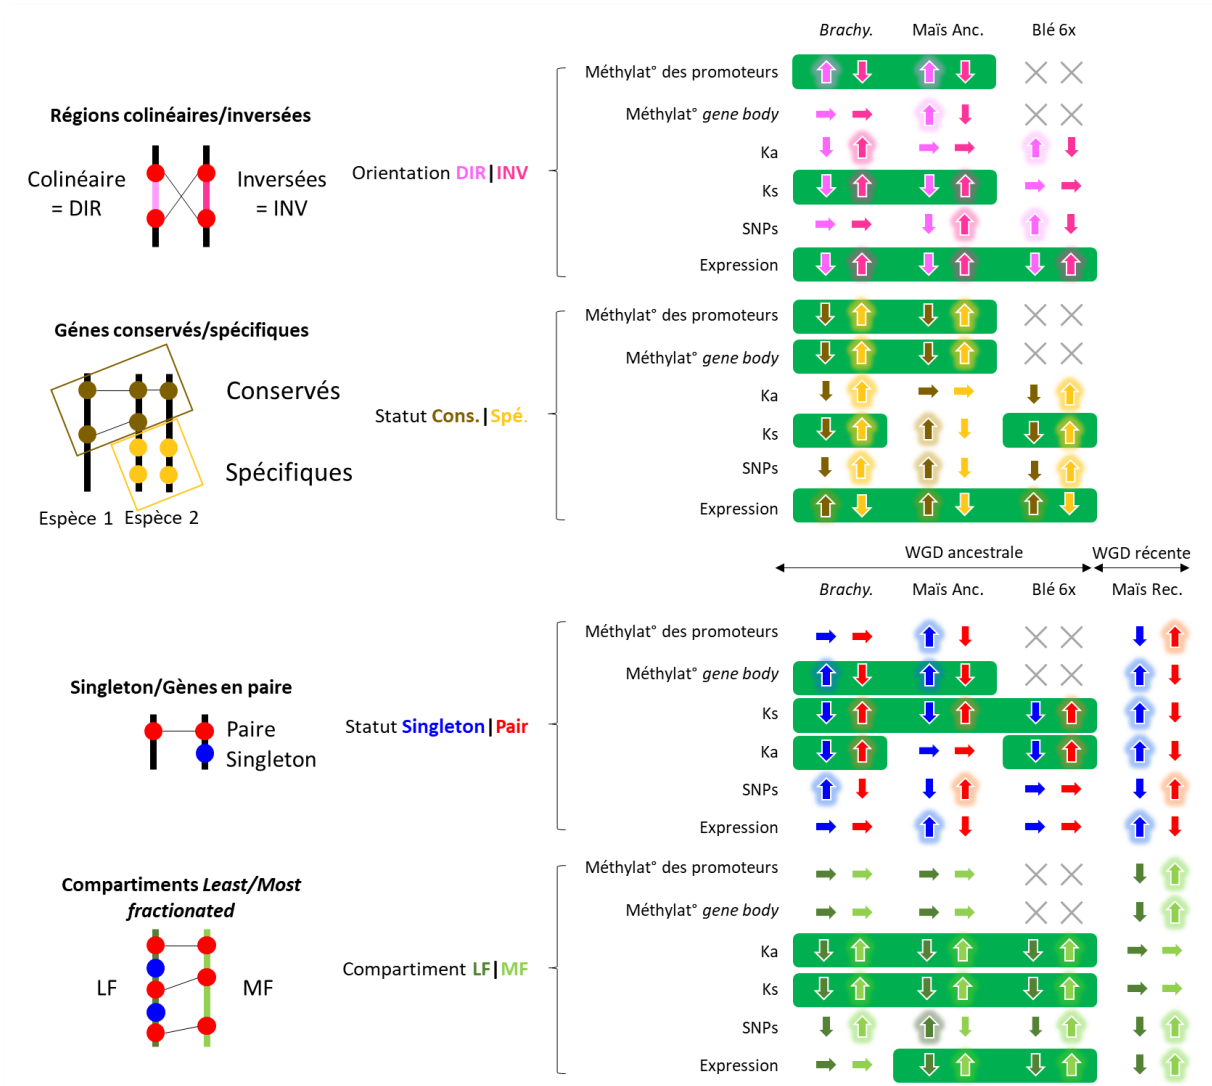 Brachy. Maïs Anc. Blé 6x
Régions colinéaires/inversées
Colinéaire
= DIR
Inversées
= INV
Orientation DIR|INV
Méthylat° des promoteurs
Méthylat° gene body
Ka
Ks
SNPs
Expression
Génes conservés/spécifiques
Conservés
Spécifiques
Espèce 1 Espèce 2
Statut Cons.|Spé.
Méthylat° des promoteurs
Méthylat° gene body
Ka
Ks
SNPs
Expression
WGD ancestrale WGD récente
Brachy. Maïs Anc. Blé 6x Maïs Rec.
Singleton/Gènes en paire
Paire
Singleton
Statut Singleton|Pair
Méthylat° des promoteurs
Méthylat° gene body
Ks
Ka
SNPs
Expression
Compartiments Least/Most
fractionated
LF MF
Compartiment LF|MF
Méthylat° des promoteurs
Méthylat° gene body
Ka
Ks
SNPs
Expression